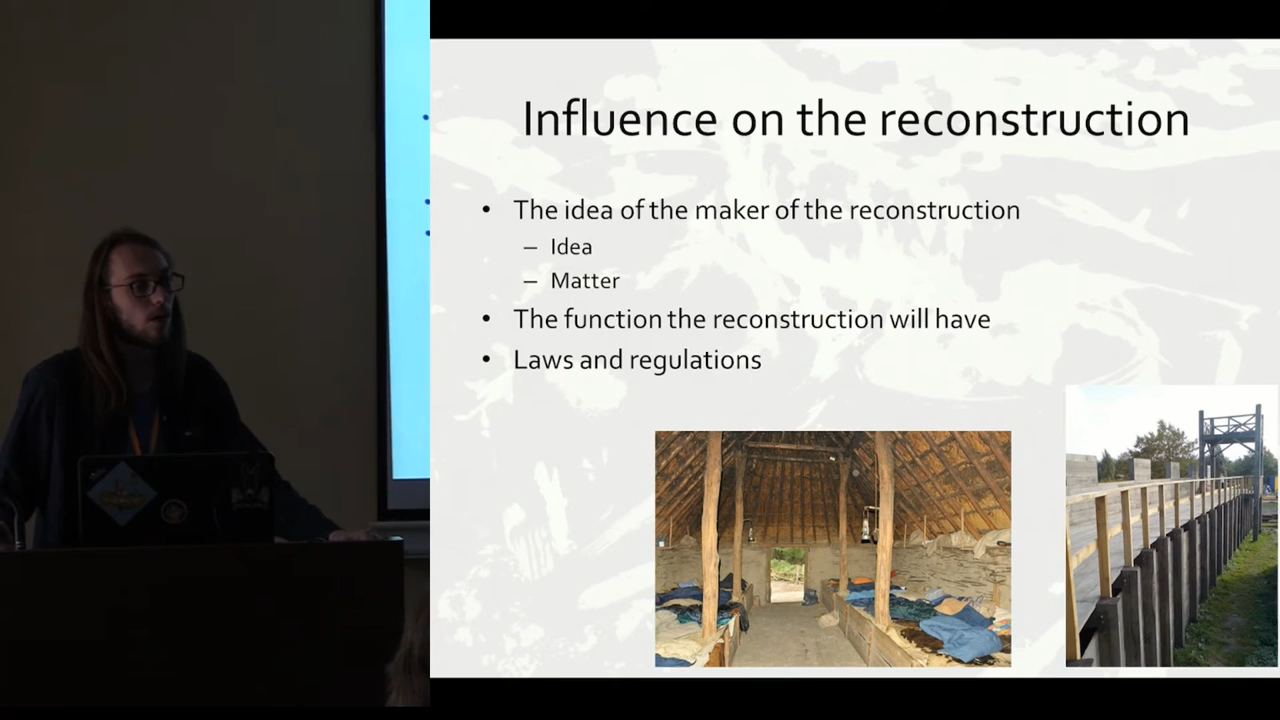 Influence on the reconstruction
• The idea of the maker of the reconstruction
– Idea
– Matter
• The function the reconstruction will have
• Laws and regulations